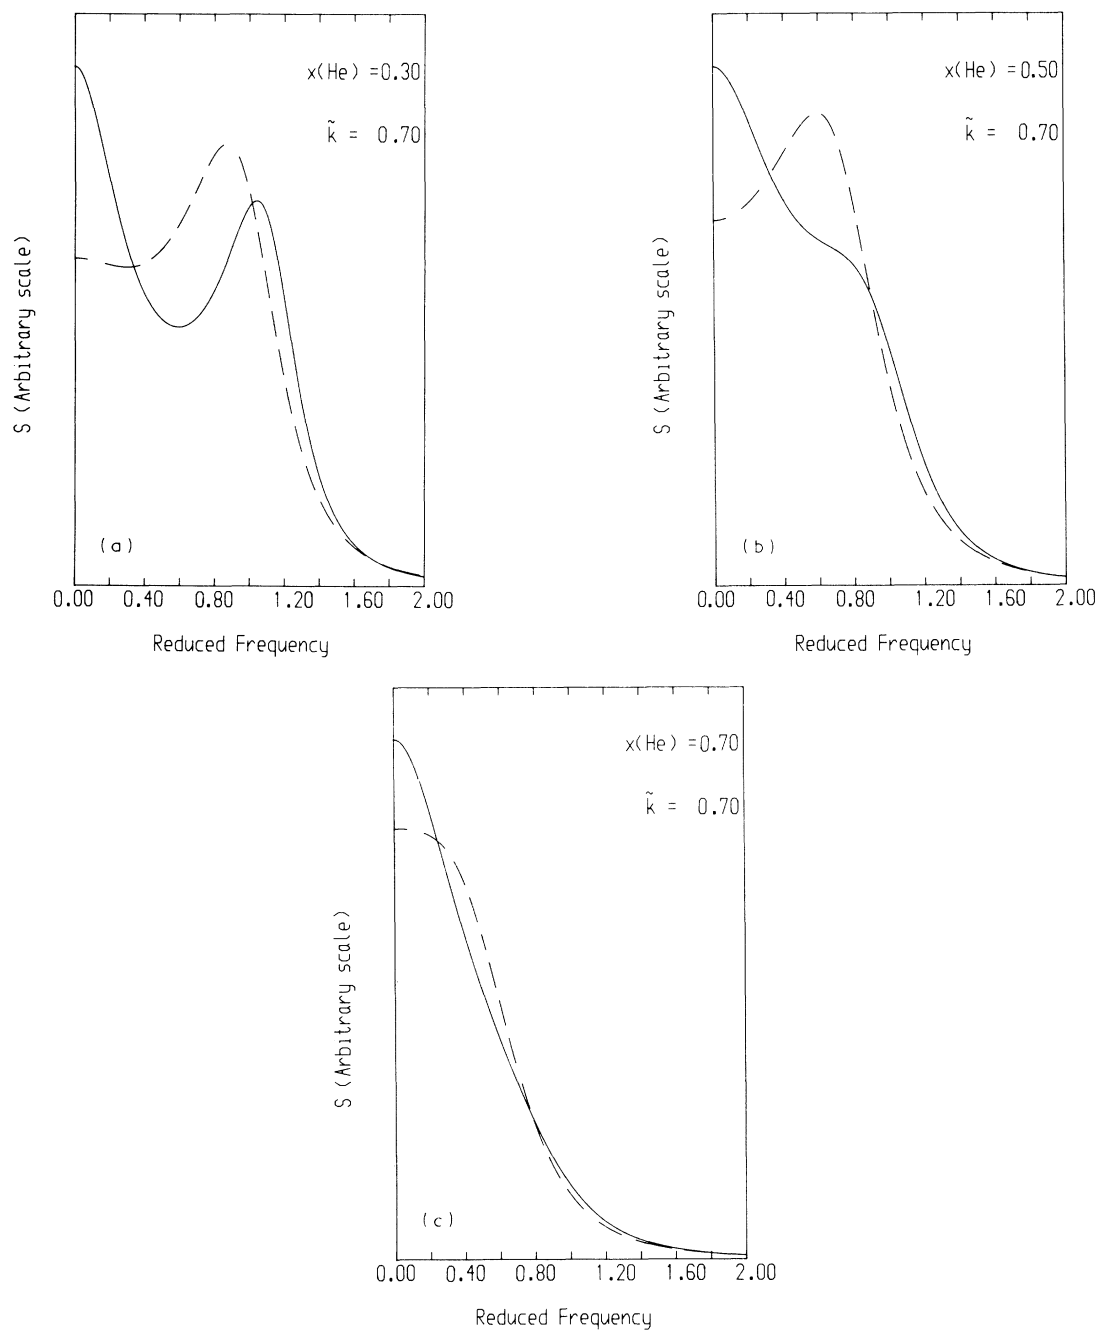 x(He) =0.30
k̃ = 0.70
S (Arbitrary scale)
(a)
0.00 0.40 0.80 1.20 1.60 2.00
Reduced Frequency
x(He) =0.50
k̃ = 0.70
S (Arbitrary scale)
(b)
0.00 0.40 0.80 1.20 1.60 2.00
Reduced Frequency
x(He) =0.70
k̃ = 0.70
S (Arbitrary scale)
(c)
0.00 0.40 0.80 1.20 1.60 2.00
Reduced Frequency